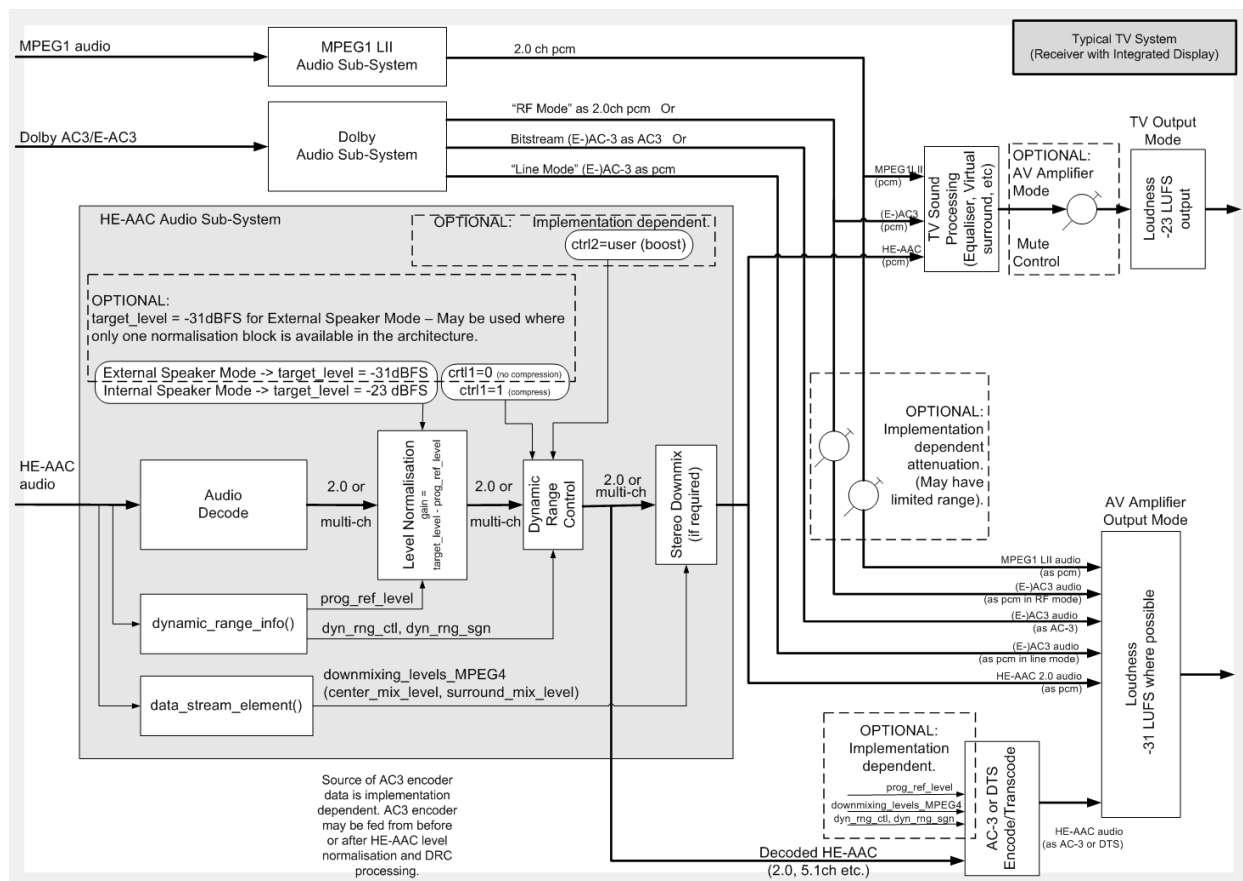 MPEG1 audio
MPEG1 LII
Audio Sub-System
2.0 ch pcm
Typical TV System
(Receiver with Integrated Display)
Dolby AC3/E-AC3
Dolby
Audio Sub-System
"RF Mode" as 2.0ch pcm   Or
Bitstream (E-)AC-3 as AC3   Or
"Line Mode" (E-)AC-3 as pcm
MPEG1LII
(pcm)
(E-)AC3
(pcm)
HE-AAC
(pcm)
TV Sound
Processing
(Equaliser, Virtual
surround, etc)
OPTIONAL:
AV Amplifier
Mode
Mute
Control
TV Output
Mode
Loudness
-23 LUFS
output
HE-AAC Audio Sub-System
OPTIONAL:   Implementation dependent.
ctrl2=user (boost)
OPTIONAL:
target_level = -31dBFS for External Speaker Mode – May be used where
only one normalisation block is available in the architecture.
External Speaker Mode -> target_level = -31dBFS
Internal Speaker Mode -> target_level = -23 dBFS
crtl1=0 (no compression)
ctrl1=1 (compress)
HE-AAC
audio
Audio
Decode
2.0 or
multi-ch
Level Normalisation
gain =
target_level - prog_ref_level
2.0 or
multi-ch
Dynamic
Range
Control
2.0 or
multi-ch
Stereo Downmix
(if required)
dynamic_range_info()
prog_ref_level
dyn_rng_ctl, dyn_rng_sgn
data_stream_element()
downmixing_levels_MPEG4
(center_mix_level, surround_mix_level)
OPTIONAL:
Implementation
dependent
attenuation.
(May have
limited range).
AV Amplifier
Output Mode
MPEG1 LII audio
(as pcm)
(E-)AC3 audio
(as pcm in RF mode)
(E-)AC3 audio
(as AC-3)
(E-)AC3 audio
(as pcm in line mode)
HE-AAC 2.0 audio
(as pcm)
Loudness
-31 LUFS where possible
OPTIONAL:
Implementation
dependent.
prog_ref_level
downmixing_levels_MPEG4
dyn_rng_ctl, dyn_rng_sgn
AC-3 or DTS
Encode/Transcode
HE-AAC audio
(as AC-3 or DTS)
Source of AC3 encoder
data is implementation
dependent. AC3 encoder
may be fed from before
or after HE-AAC level
normalisation and DRC
processing.
Decoded HE-AAC
(2.0, 5.1ch etc.)